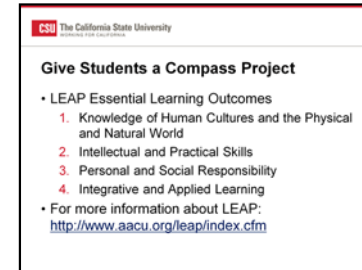 CSU The California State University
WORKING FOR CALIFORNIA
Give Students a Compass Project
• LEAP Essential Learning Outcomes
1. Knowledge of Human Cultures and the Physical
and Natural World
2. Intellectual and Practical Skills
3. Personal and Social Responsibility
4. Integrative and Applied Learning
• For more information about LEAP:
http://www.aacu.org/leap/index.cfm